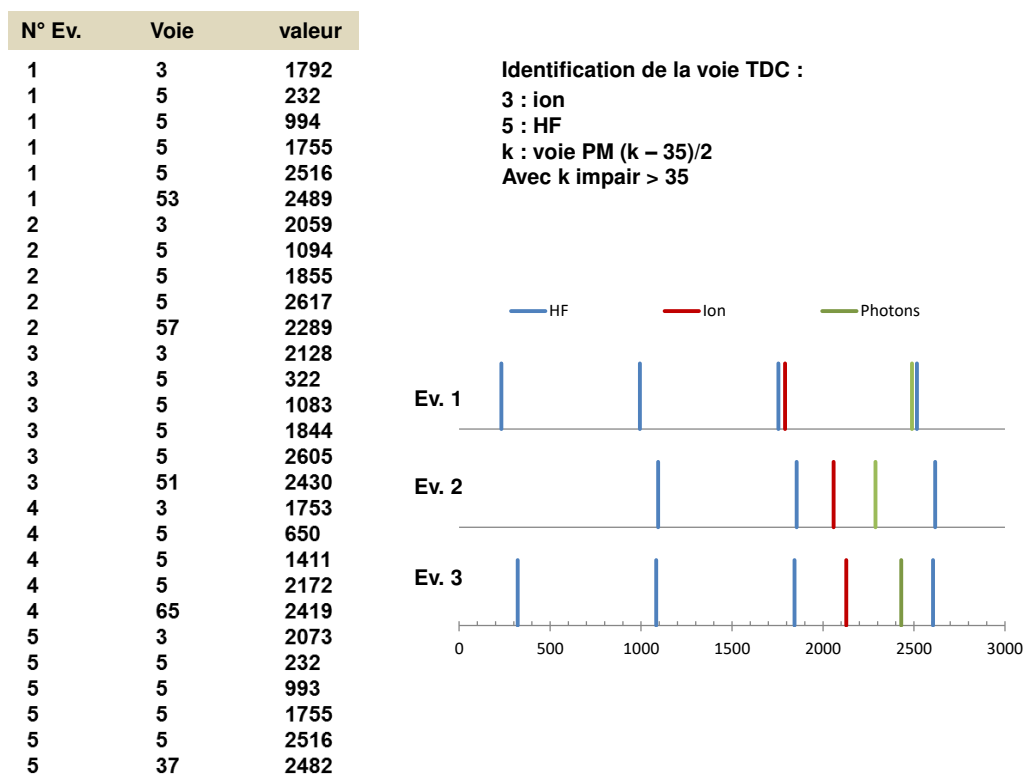 N° Ev. Voie valeur
1 3 1792
1 5 232
1 5 994
1 5 1755
1 5 2516
1 53 2489
2 3 2059
2 5 1094
2 5 1855
2 5 2617
2 57 2289
3 3 2128
3 5 322
3 5 1083
3 5 1844
3 5 2605
3 51 2430
4 3 1753
4 5 650
4 5 1411
4 5 2172
4 65 2419
5 3 2073
5 5 232
5 5 993
5 5 1755
5 5 2516
5 37 2482
Identification de la voie TDC :
3 : ion
5 : HF
k : voie PM (k – 35)/2
Avec k impair > 35
HF Ion Photons
Ev. 1
Ev. 2
Ev. 3
0 500 1000 1500 2000 2500 3000